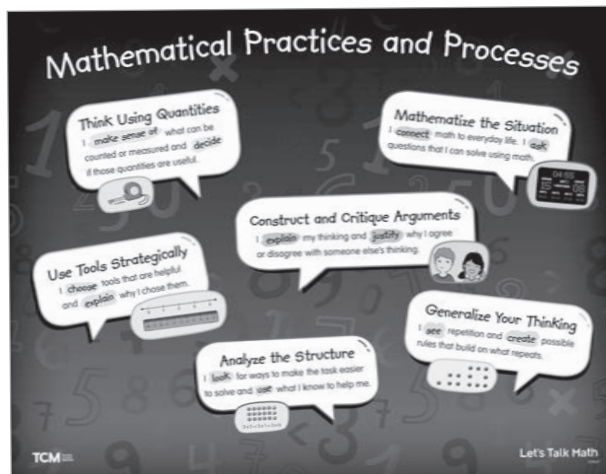 Mathematical Practices and Processes
Think Using Quantities
I make sense of what can be
counted or measured and decide
if those quantities are useful.
Mathematize the Situation
I connect math to everyday life. I ask
questions that I can solve using math.
Construct and Critique Arguments
I explain my thinking and justify why I agree
or disagree with someone else's thinking.
Use Tools Strategically
I choose tools that are helpful
and explain why I chose them.
Generalize Your Thinking
I see repetition and create possible
rules that build on what repeats.
Analyze the Structure
I look for ways to make the task easier
to solve and use what I know to help me.
TCM
Let's Talk Math